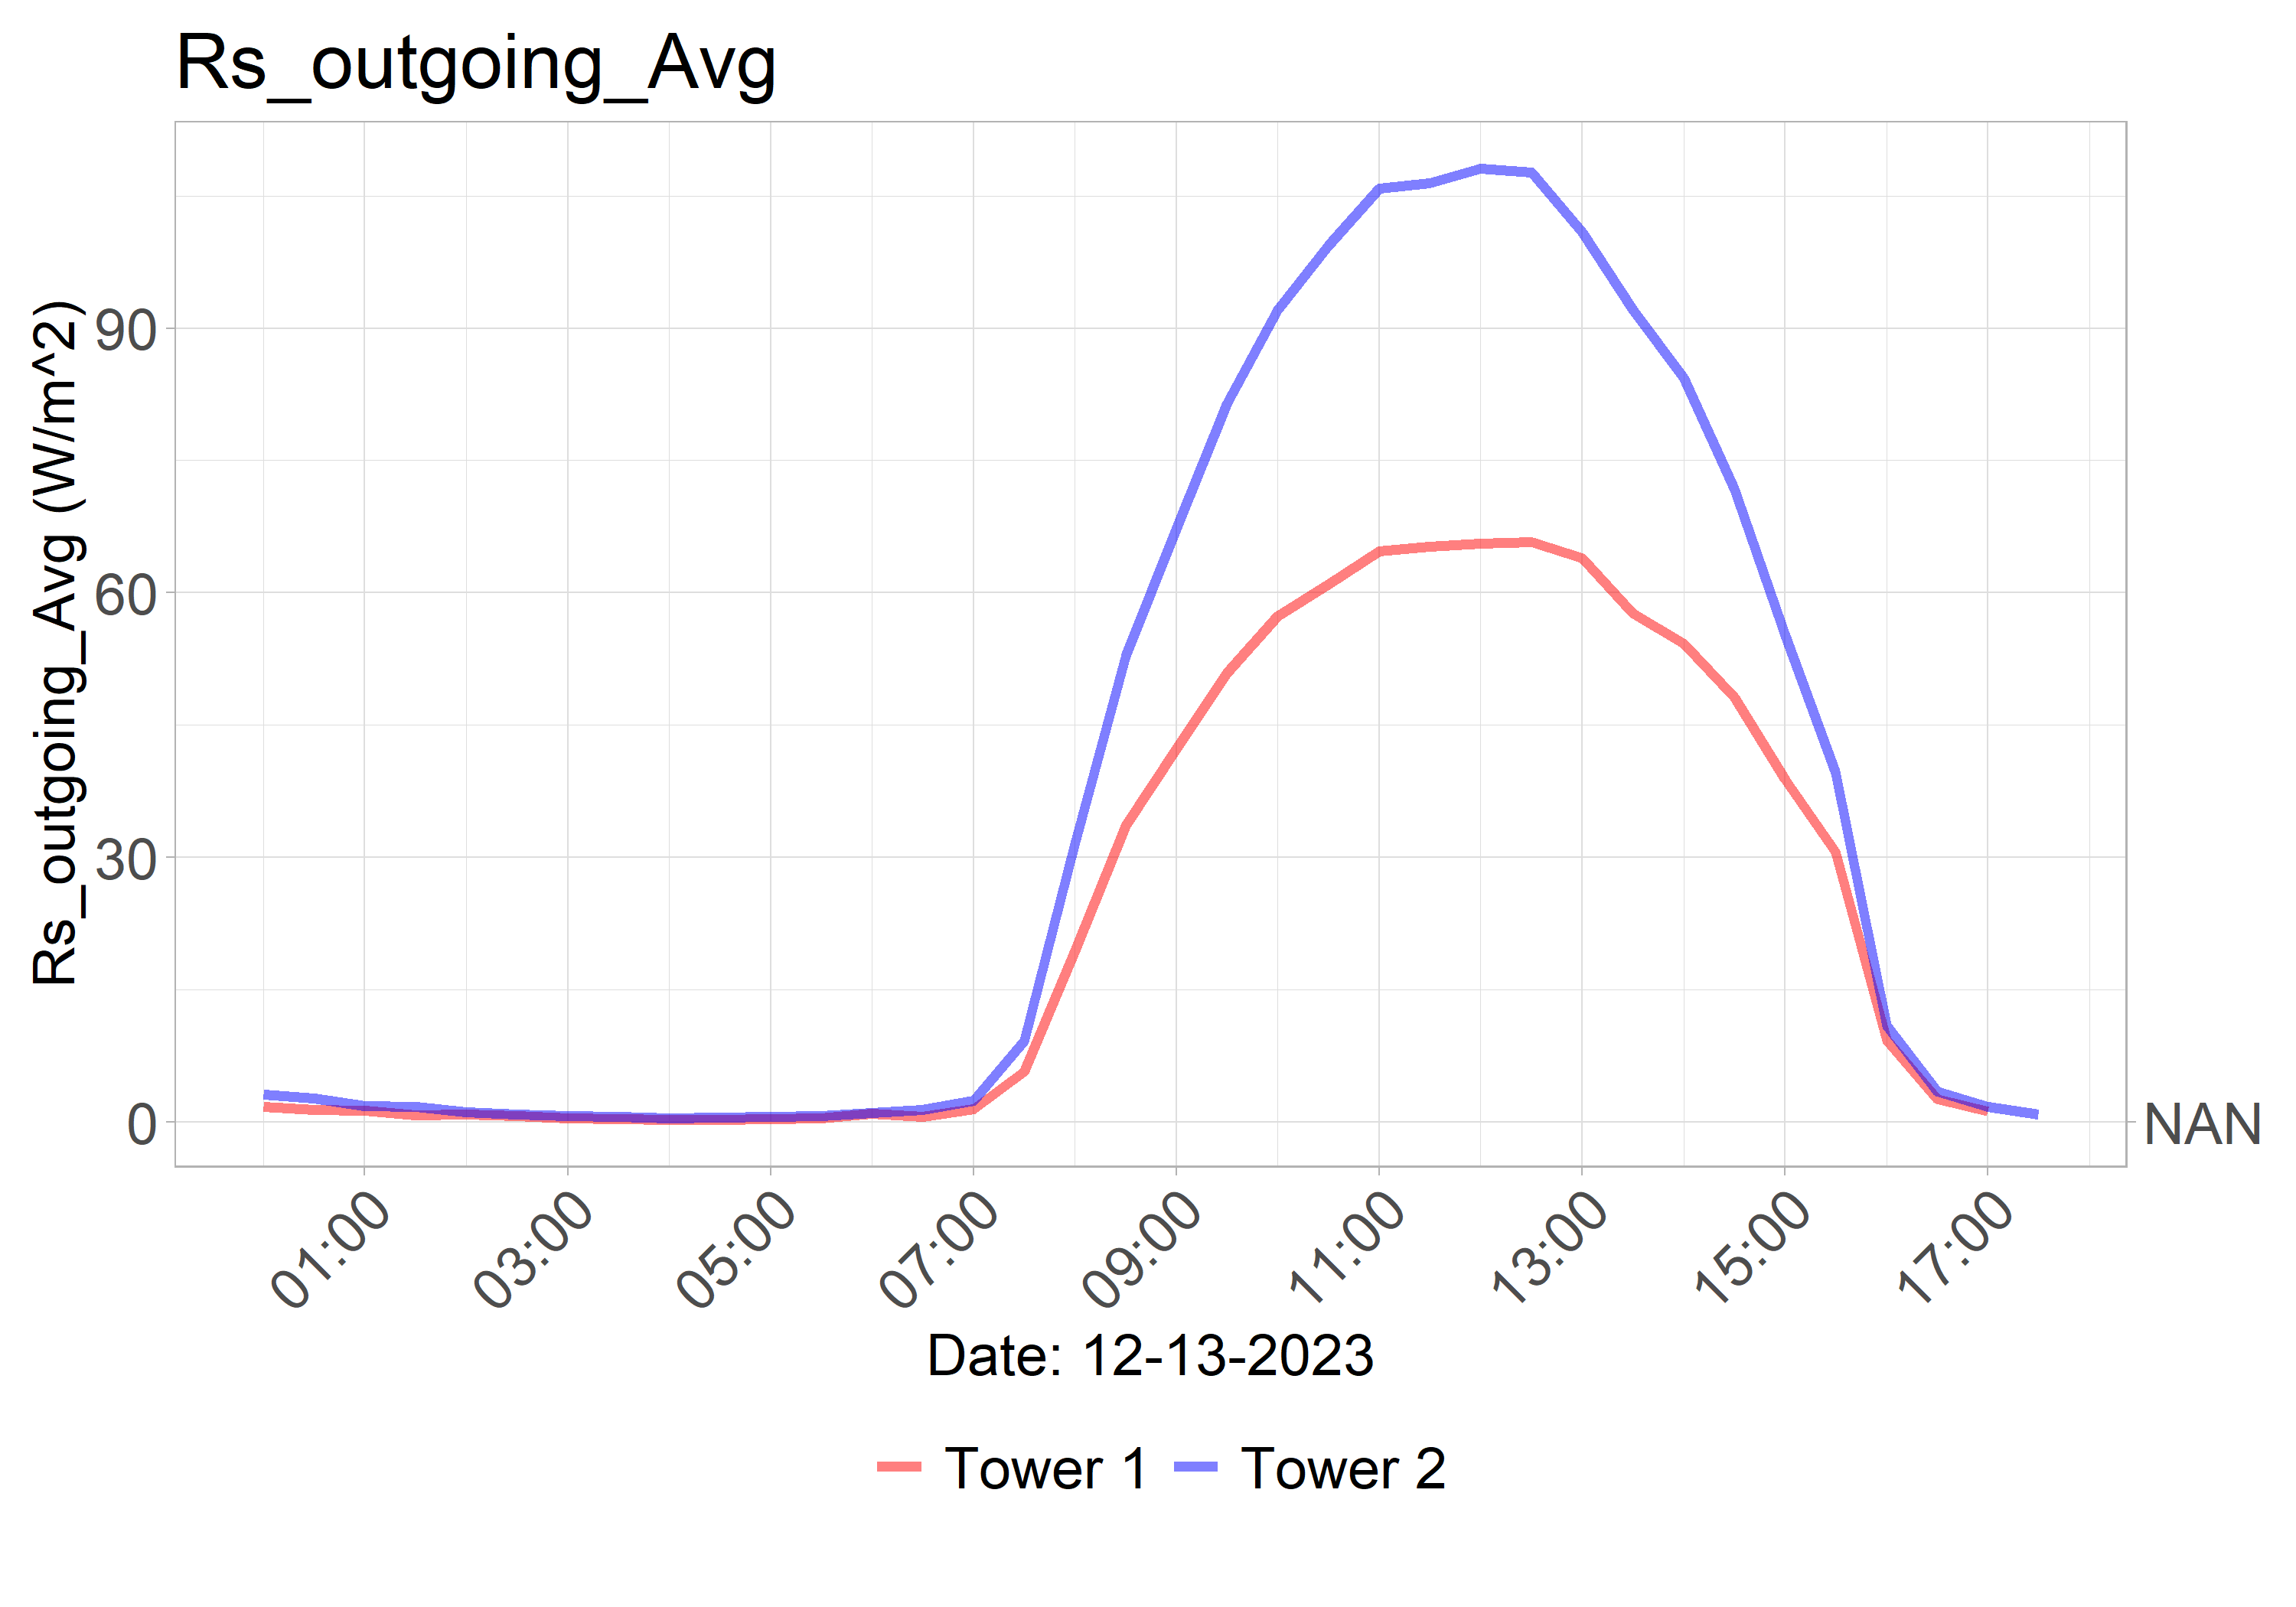 Rs_outgoing_Avg
Rs_outgoing_Avg (W/m^2)
90
60
30
0
NAN
01:00 03:00 05:00 07:00 09:00 11:00 13:00 15:00 17:00
Date: 12-13-2023
Tower 1 Tower 2